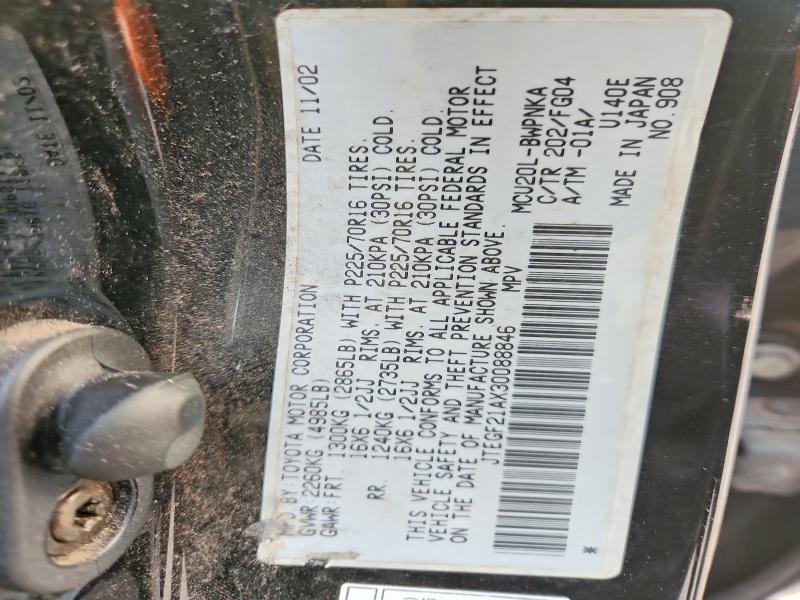 MFD BY:TOYOTA MOTOR CORPORATION DATE 11/02
GVWR 2260KG (4985LB)
GAWR FRT 1300KG (2865LB) WITH P225/70R16 TIRES.
16X6 1/2JJ RIMS. AT 210KPA (30PSI) COLD.
RR. 1240KG (2735LB) WITH P225/70R16 TIRES.
16X6 1/2JJ RIMS. AT 210KPA (30PSI) COLD.
THIS VEHICLE CONFORMS TO ALL APPLICABLE FEDERAL MOTOR
VEHICLE SAFETY AND THEFT PREVENTION STANDARDS IN EFFECT
ON THE DATE OF MANUFACTURE SHOWN ABOVE.
JTEGF21AX30088846 MPV
MCU20L-BWPNKA
C/TR 202/FG04
A/TM -01A/ U140E
MADE IN JAPAN
NO.908